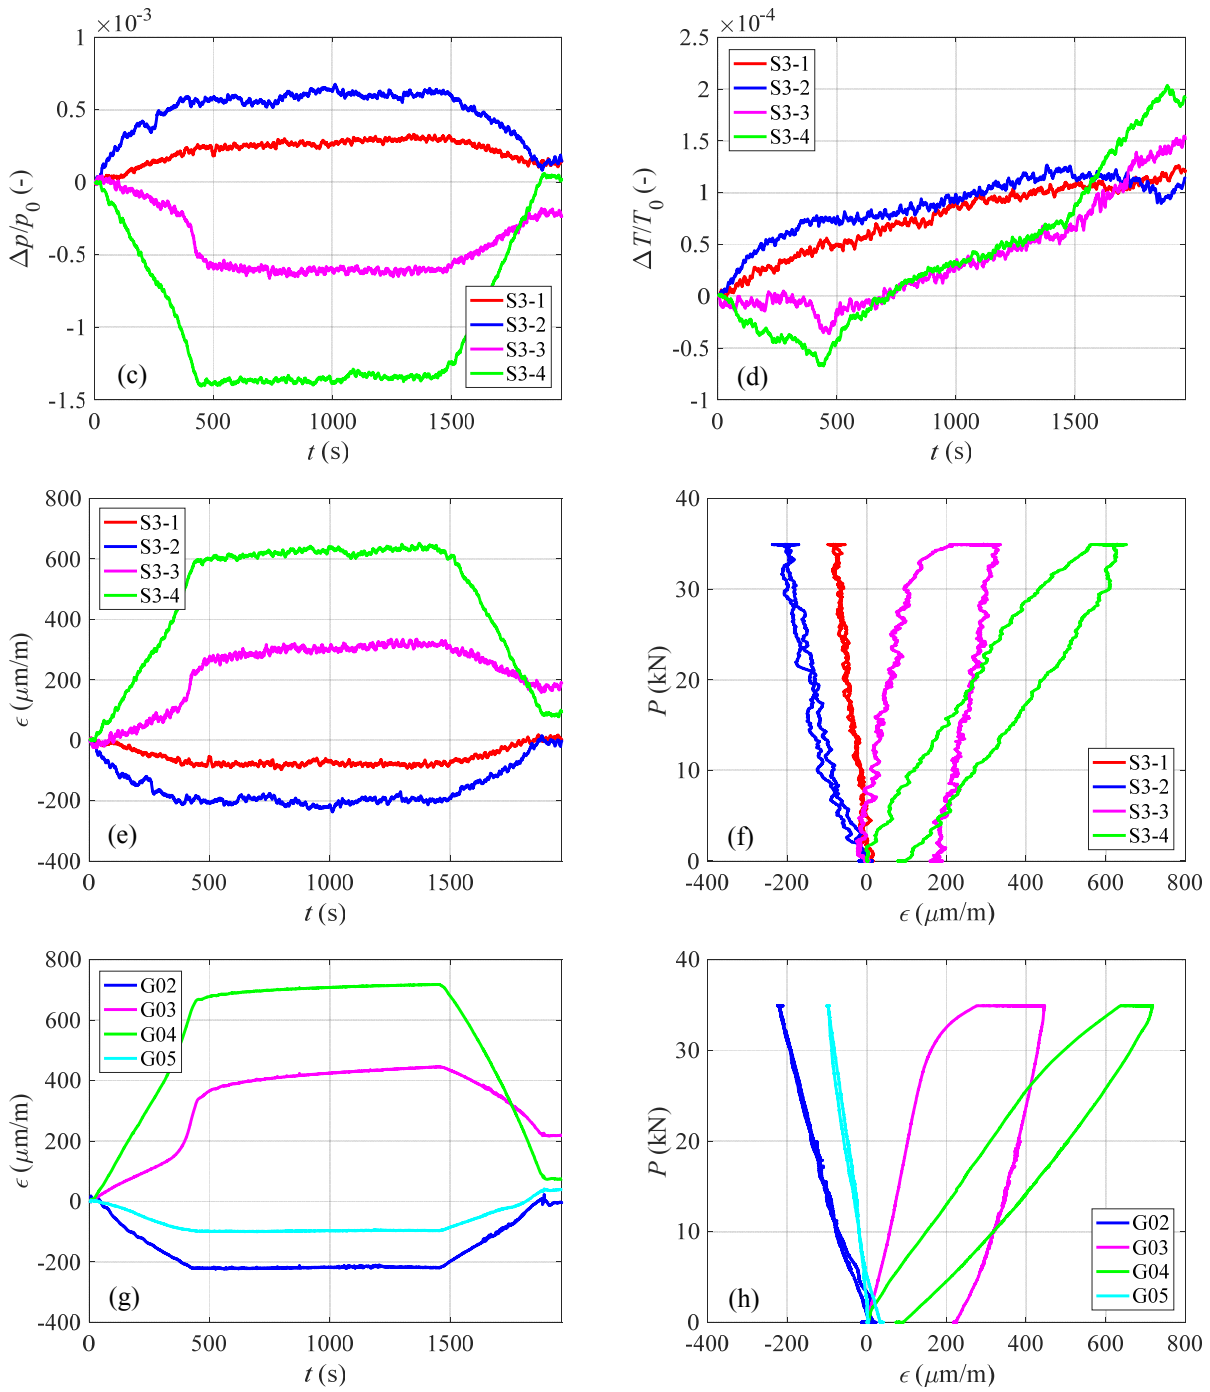 ×10⁻³
1
0.5
0
-0.5
-1
-1.5
Δp/p₀ (-)
S3-1
S3-2
S3-3
S3-4
(c)
0 500 1000 1500
t (s)
×10⁻⁴
2.5
2
1.5
1
0.5
0
-0.5
-1
ΔT/T₀ (-)
S3-1
S3-2
S3-3
S3-4
(d)
0 500 1000 1500
t (s)
800
600
400
200
0
-200
-400
ϵ (μm/m)
S3-1
S3-2
S3-3
S3-4
(e)
0 500 1000 1500
t (s)
40
30
20
10
0
P (kN)
S3-1
S3-2
S3-3
S3-4
(f)
-400 -200 0 200 400 600 800
ϵ (μm/m)
800
600
400
200
0
-200
-400
ϵ (μm/m)
G02
G03
G04
G05
(g)
0 500 1000 1500
t (s)
40
30
20
10
0
P (kN)
G02
G03
G04
G05
(h)
-400 -200 0 200 400 600 800
ϵ (μm/m)